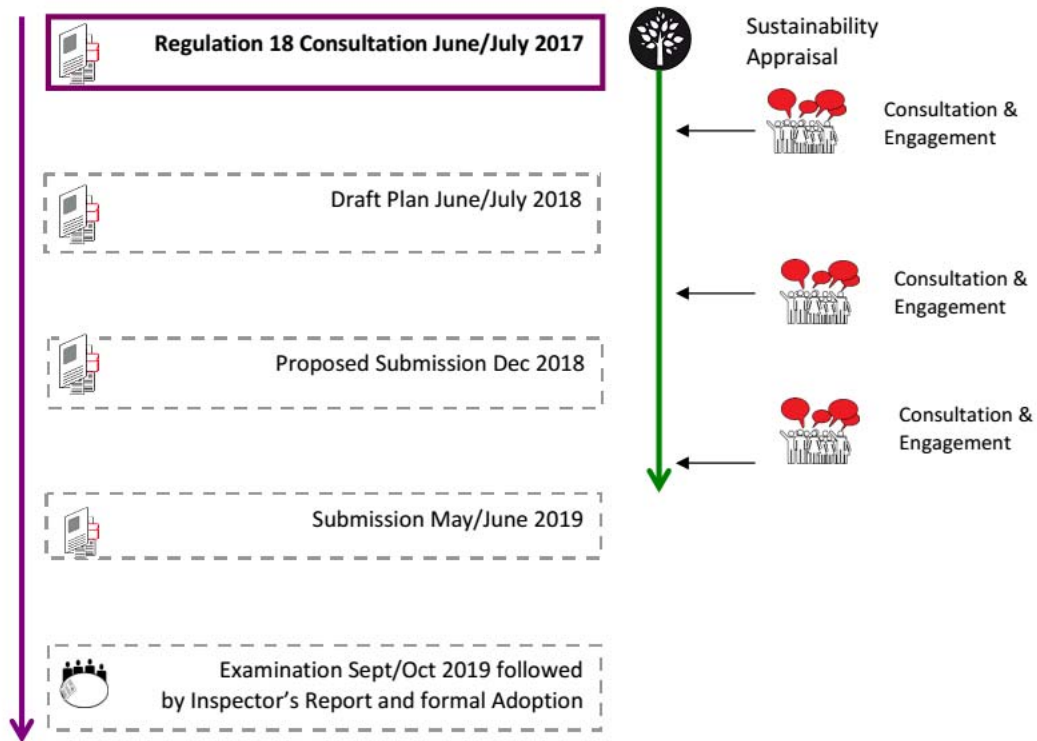 Regulation 18 Consultation June/July 2017
Sustainability
Appraisal
Consultation &
Engagement
Draft Plan June/July 2018
Consultation &
Engagement
Proposed Submission Dec 2018
Consultation &
Engagement
Submission May/June 2019
Examination Sept/Oct 2019 followed
by Inspector’s Report and formal Adoption